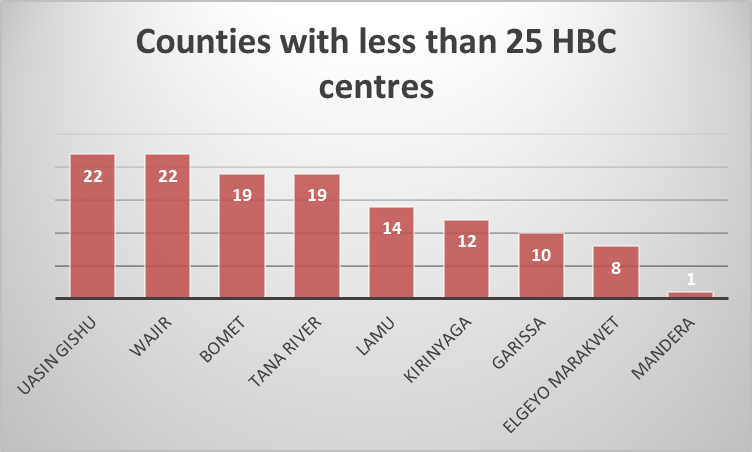 Counties with less than 25 HBC
centres
22
22
19
19
14
12
10
8
1
UASIN GISHU
WAJIR
BOMET
TANA RIVER
LAMU
KIRINYAGA
GARISSA
ELGEYO MARAKWET
MANDERA